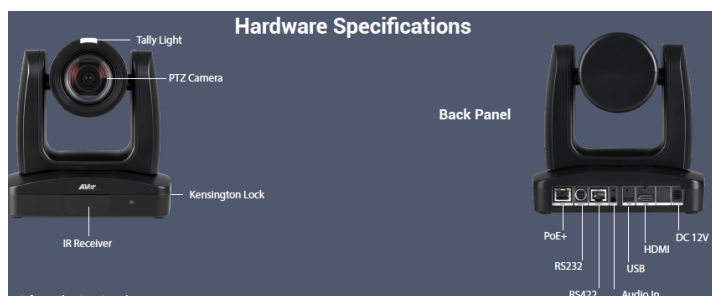 Hardware Specifications
Tally Light
PTZ Camera
Back Panel
AVer
Kensington Lock
IR Receiver
PoE+
RS232
RS422
Audio In
USB
HDMI
DC 12V